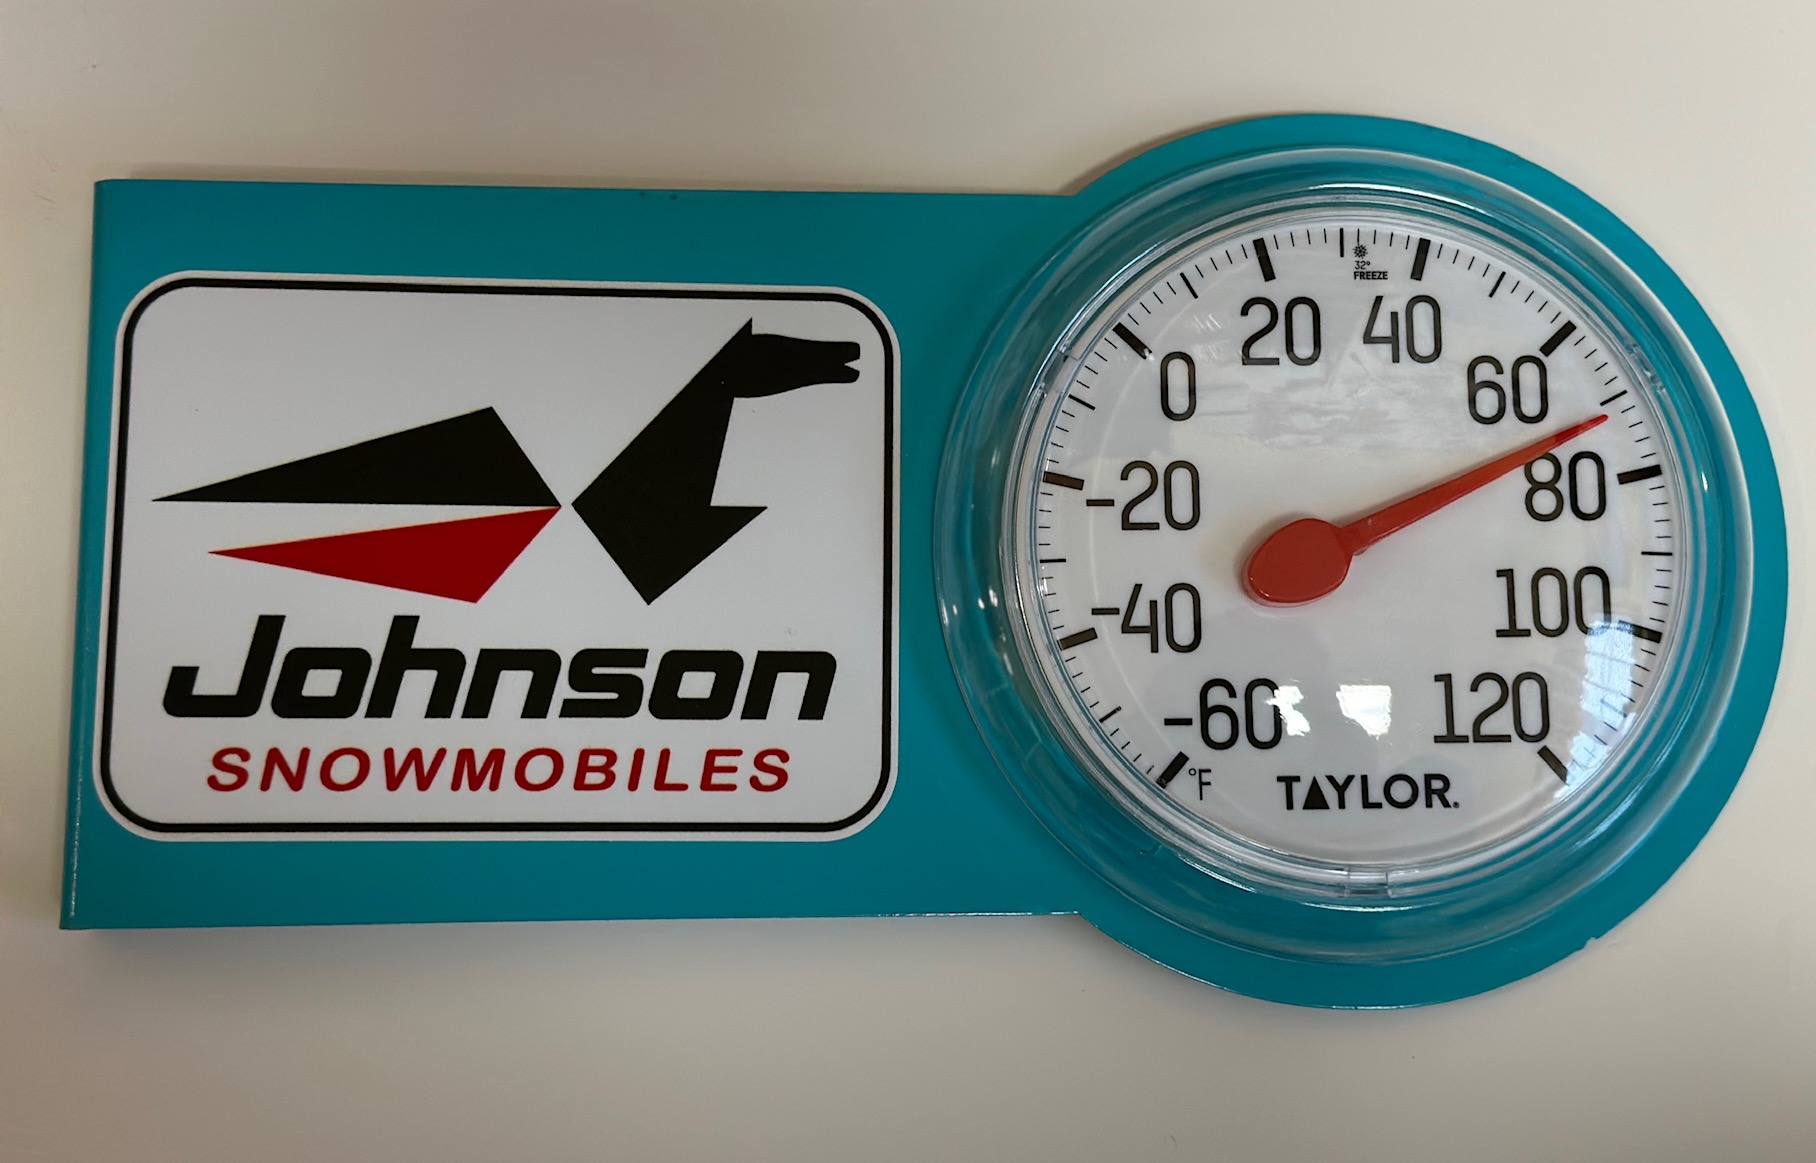 Johnson
SNOWMOBILES
32°
FREEZE
20 40
0 60
-20 80
-40 100
-60 120
°F TAYLOR.